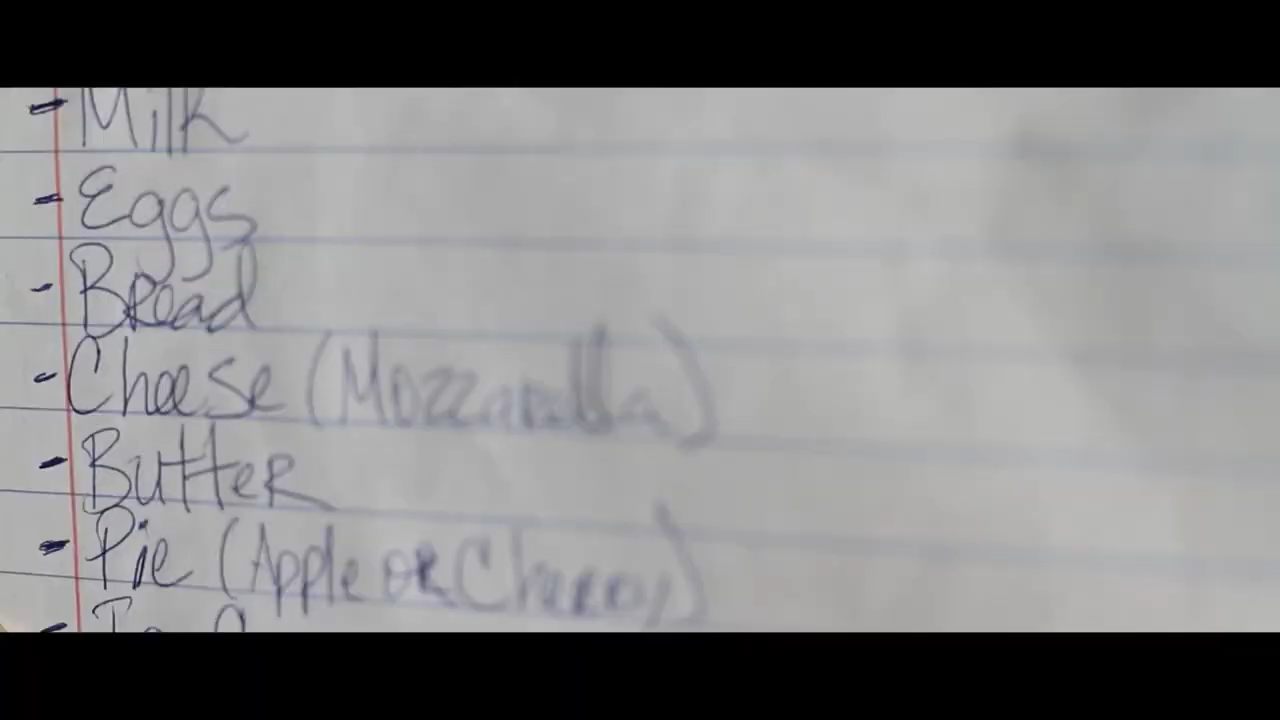 - Milk
- Eggs
- Bread
- Cheese (Mozzarella)
- Butter
- Pie (Apple or Cherry)